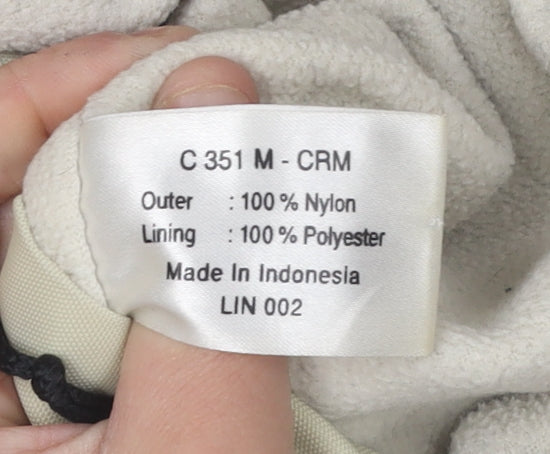 C 351 M - CRM
Outer : 100 % Nylon
Lining : 100 % Polyester
Made In Indonesia
LIN 002